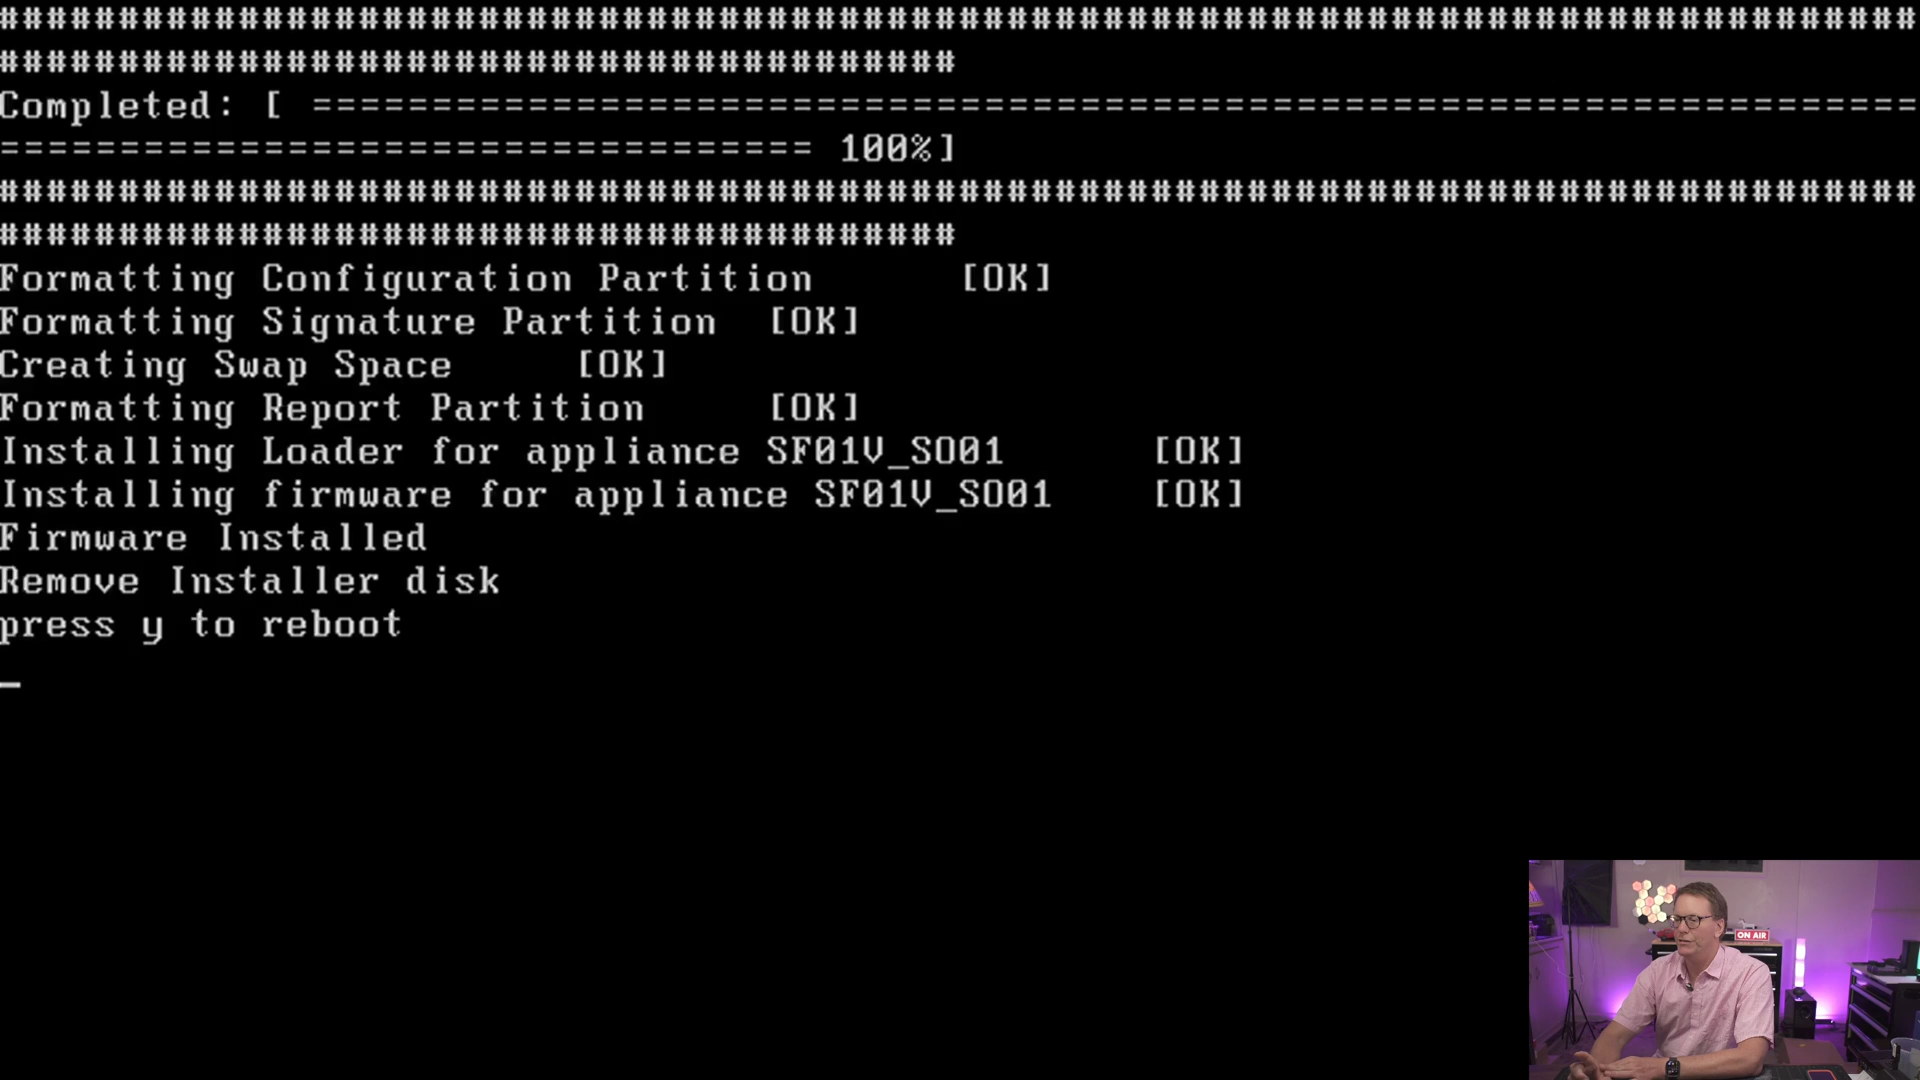 ################################################################################
########################################
Completed: [ ===================================================================
================================== 100%]
################################################################################
########################################
Formatting Configuration Partition [OK]
Formatting Signature Partition [OK]
Creating Swap Space [OK]
Formatting Report Partition [OK]
Installing Loader for appliance SF01V_SO01 [OK]
Installing firmware for appliance SF01V_SO01 [OK]
Firmware Installed
Remove Installer disk
press y to reboot
_
ON AIR